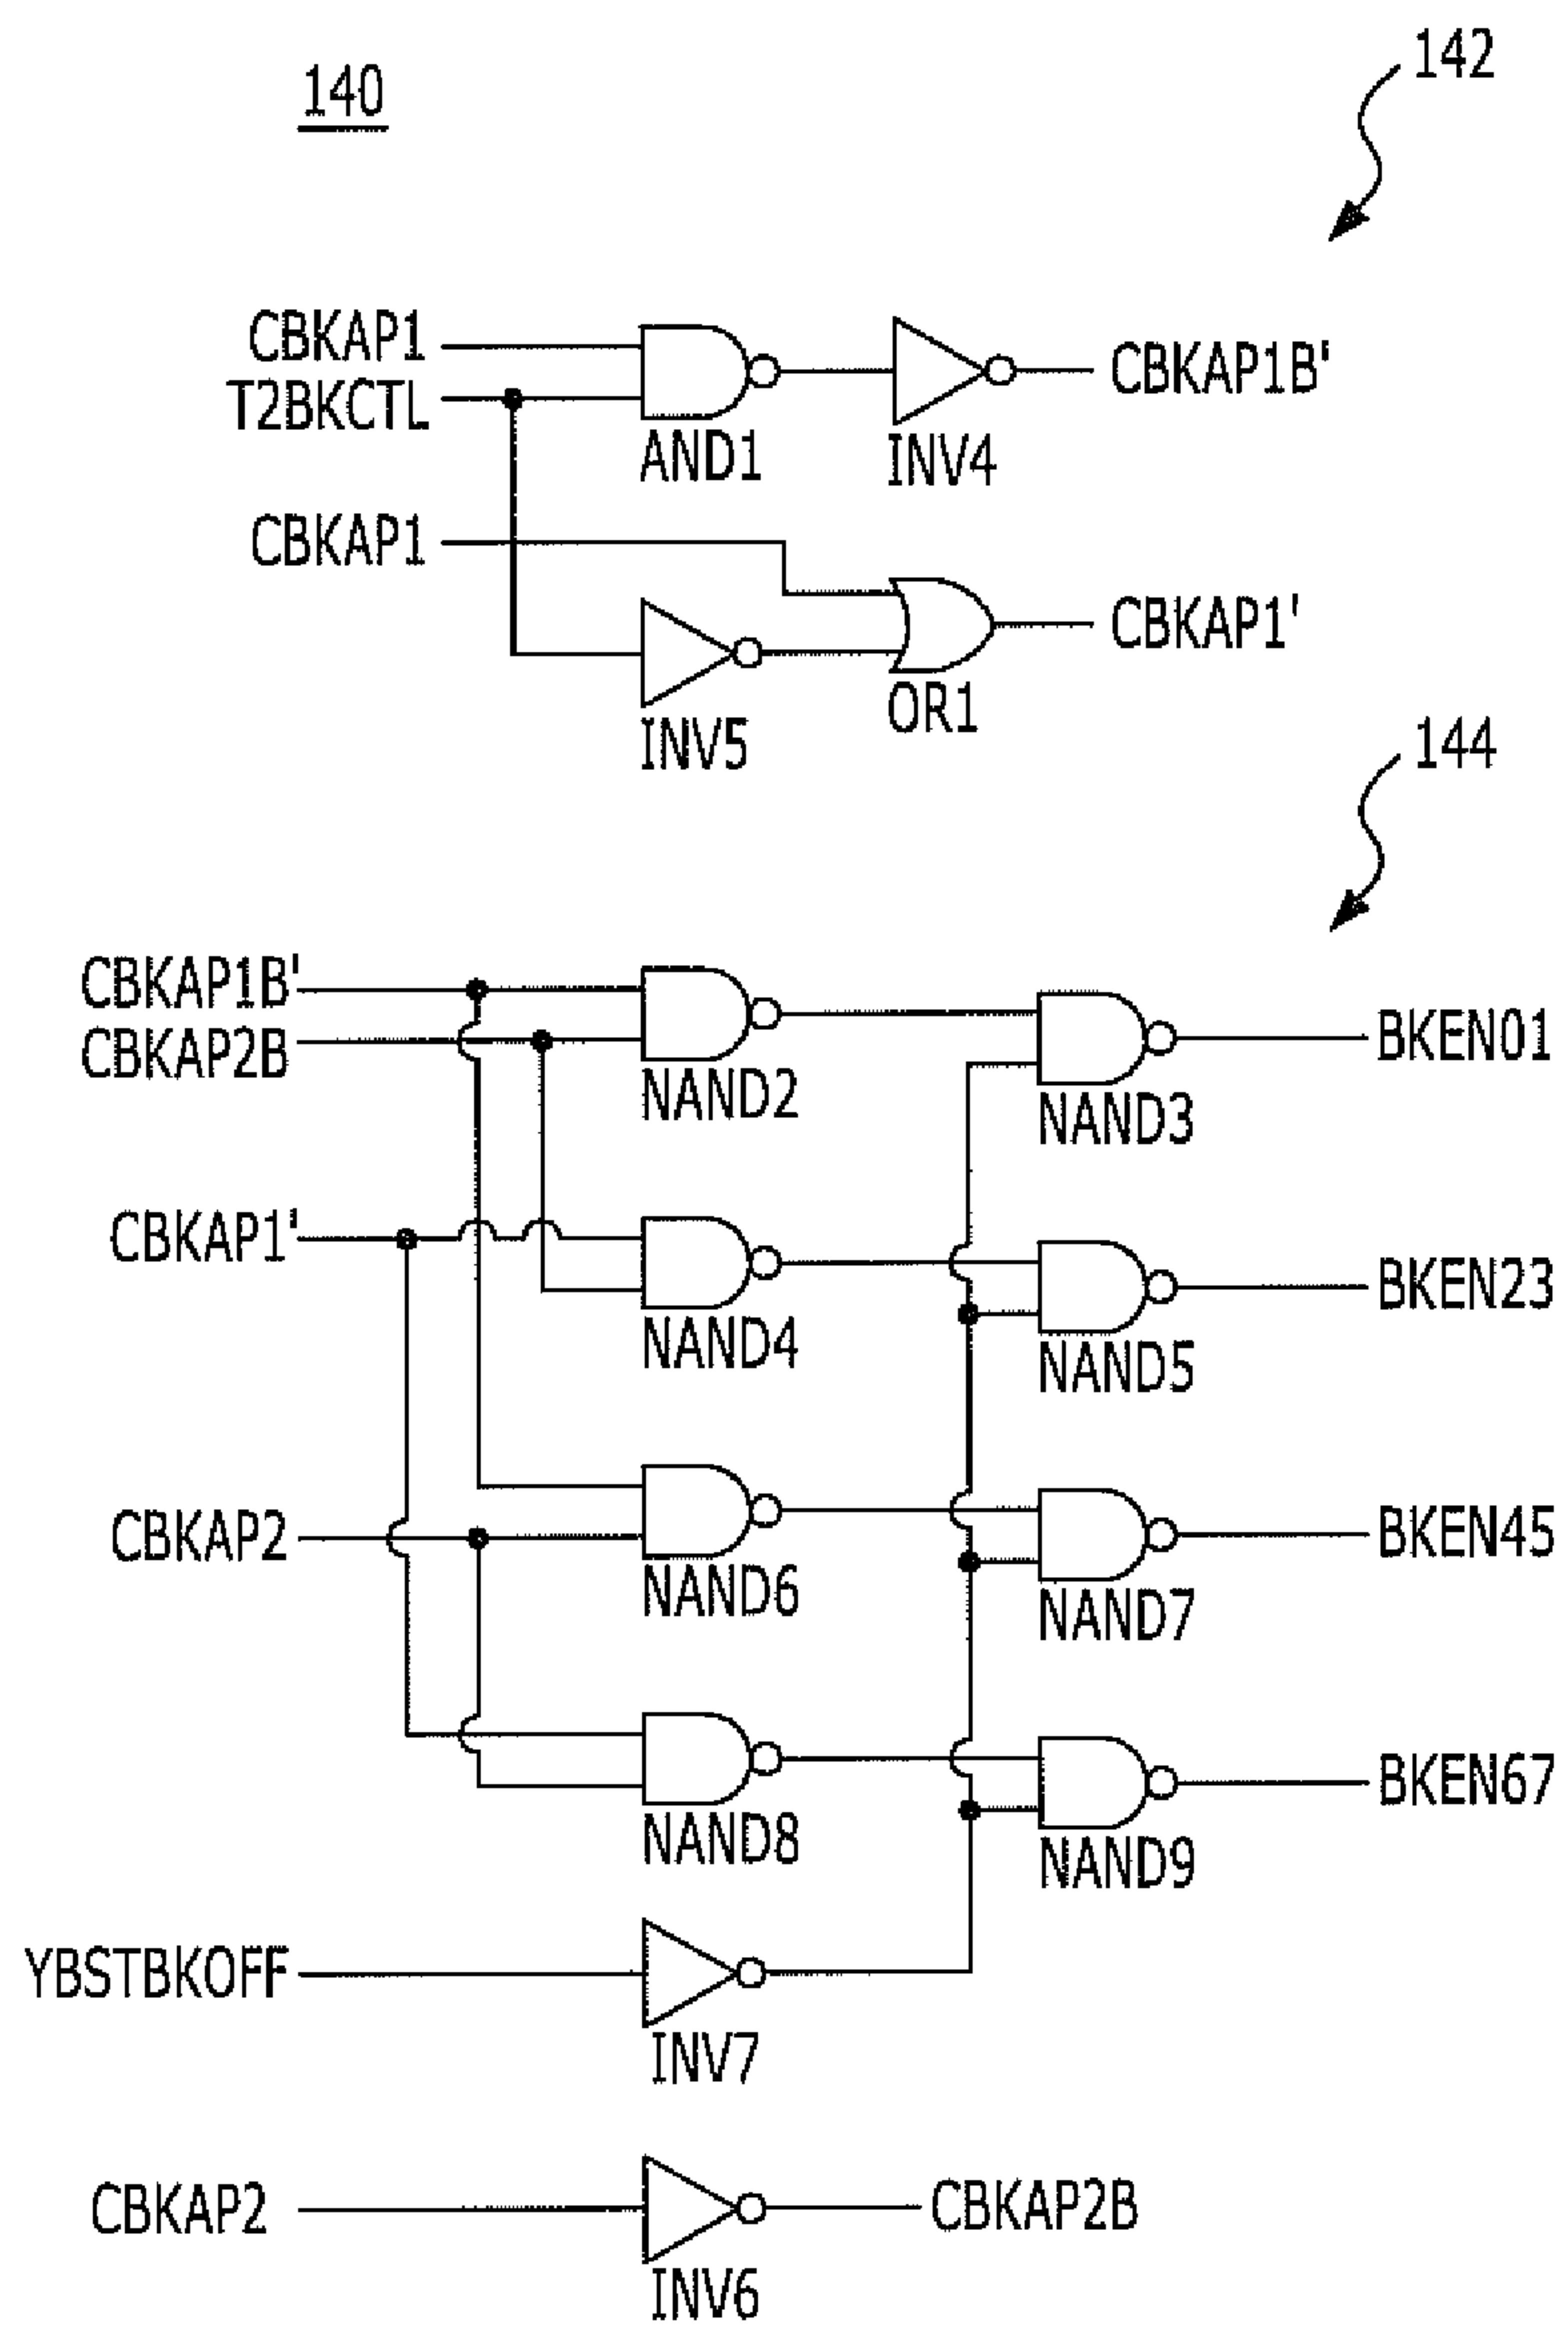 140
142
CBKAP1
T2BKCTL
AND1
INV4
CBKAP1B'
CBKAP1
INV5
OR1
CBKAP1'
144
CBKAP1B'
CBKAP2B
NAND2
NAND3
BKEN01
CBKAP1'
NAND4
NAND5
BKEN23
CBKAP2
NAND6
NAND7
BKEN45
NAND8
NAND9
BKEN67
YBSTBKOFF
INV7
CBKAP2
INV6
CBKAP2B